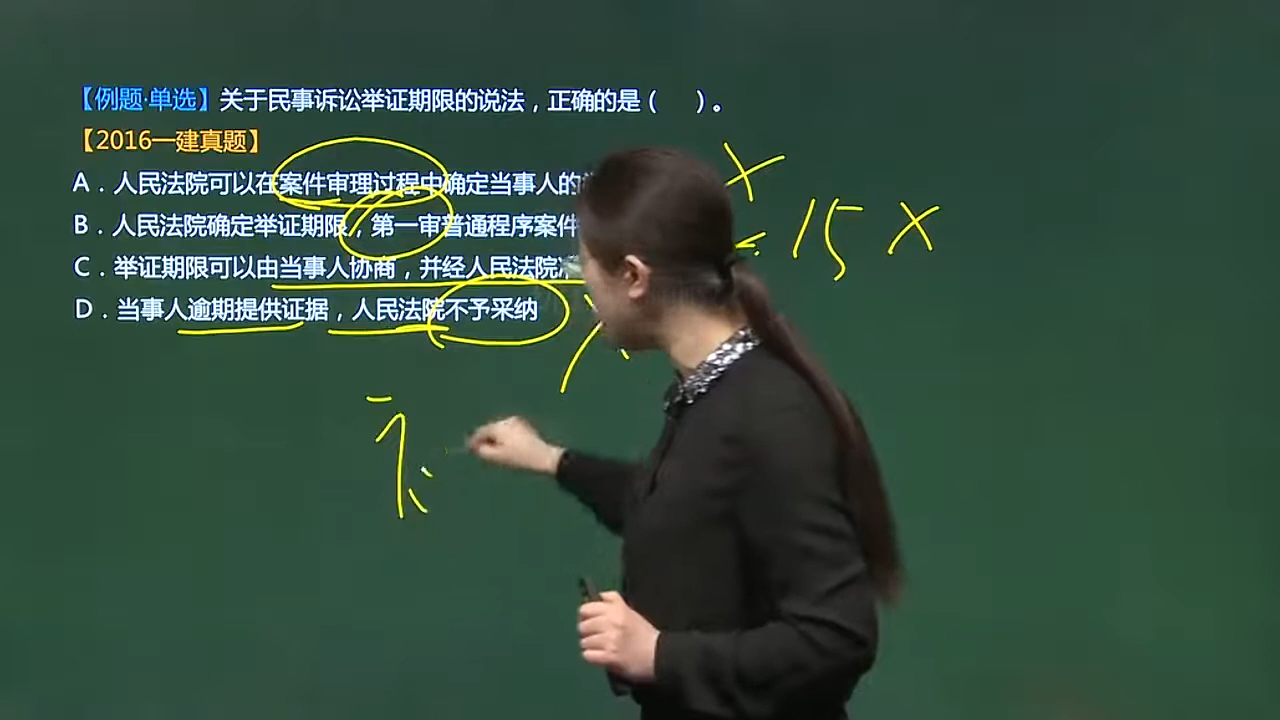 【例题·单选】关于民事诉讼举证期限的说法，正确的是（ ）。
【2016一建真题】
A．人民法院可以在案件审理过程中确定当事人的
B．人民法院确定举证期限，第一审普通程序案件
15 X
C．举证期限可以由当事人协商，并经人民法院
D．当事人逾期提供证据，人民法院不予采纳